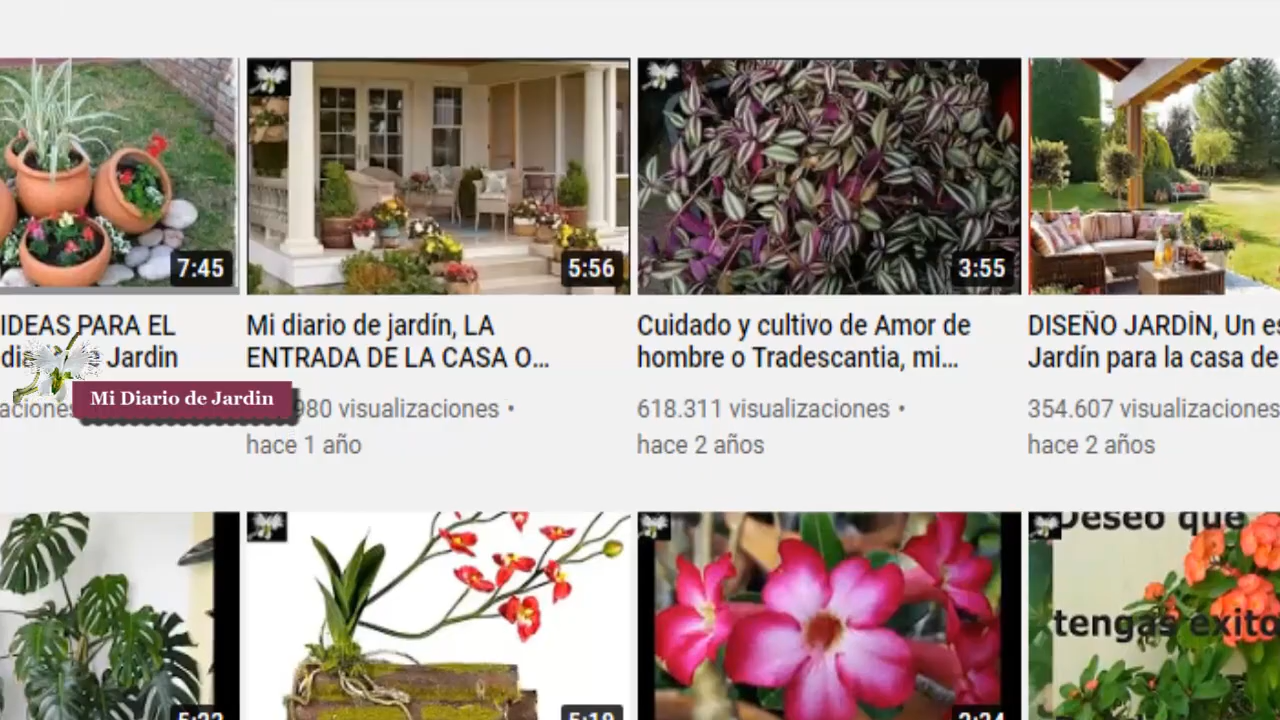 7:45
5:56
3:55
IDEAS PARA EL
Jardin
Mi diario de jardín, LA
ENTRADA DE LA CASA O...
Cuidado y cultivo de Amor de
hombre o Tradescantia, mi...
DISEÑO JARDÍN, Un es
Jardín para la casa de
Mi Diario de Jardin
980 visualizaciones •
hace 1 año
618.311 visualizaciones •
hace 2 años
354.607 visualizaciones
hace 2 años
Deseo que
tengas exito
5:19